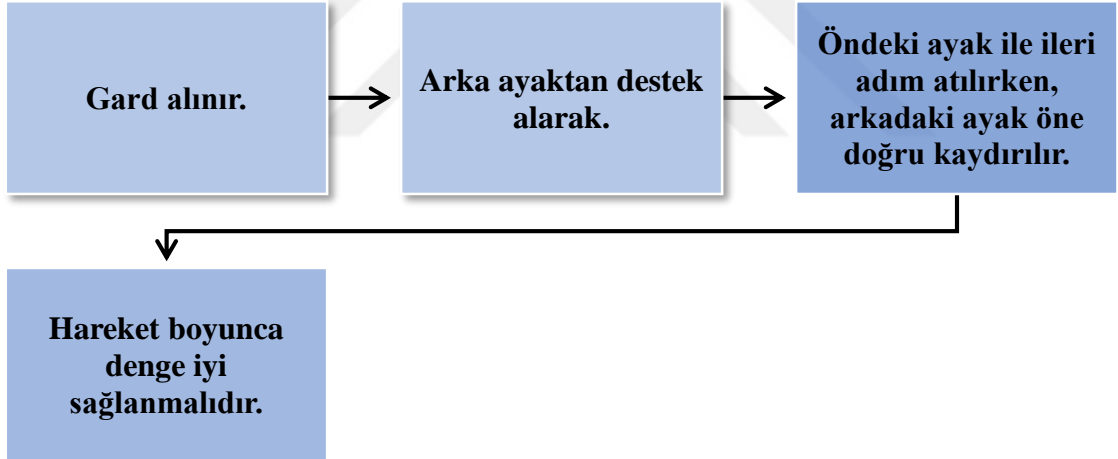 Gard alınır.
Arka ayaktan destek
alarak.
Öndeki ayak ile ileri
adım atılırken,
arkadaki ayak öne
doğru kaydırılır.
Hareket boyunca
denge iyi
sağlanmalıdır.